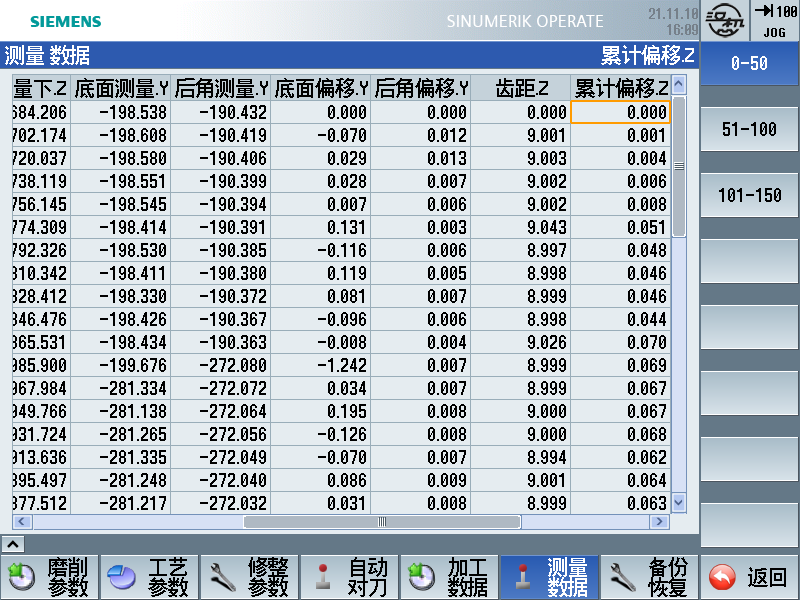 SIEMENS
SINUMERIK OPERATE
21.11.10
16:09
100
JOG
测量 数据
累计偏移.Z
量下.Z 底面测量.Y 后角测量.Y 底面偏移.Y 后角偏移.Y 齿距.Z 累计偏移.Z
684.206 -198.538 -190.432 0.000 0.000 0.000 0.000
702.174 -198.608 -190.419 -0.070 0.012 9.001 0.001
720.037 -198.580 -190.406 0.029 0.013 9.003 0.004
738.119 -198.551 -190.399 0.028 0.007 9.002 0.006
756.145 -198.545 -190.394 0.007 0.006 9.002 0.008
774.309 -198.414 -190.391 0.131 0.003 9.043 0.051
792.326 -198.530 -190.385 -0.116 0.006 8.997 0.048
810.342 -198.411 -190.380 0.119 0.005 8.998 0.046
828.412 -198.330 -190.372 0.081 0.007 8.999 0.046
846.476 -198.426 -190.367 -0.096 0.006 8.998 0.044
865.531 -198.434 -190.363 -0.008 0.004 9.026 0.070
985.900 -199.676 -272.080 -1.242 0.007 8.999 0.069
967.984 -281.334 -272.072 0.034 0.007 8.999 0.067
949.766 -281.138 -272.064 0.195 0.008 9.000 0.067
931.724 -281.265 -272.056 -0.126 0.008 9.000 0.068
913.636 -281.335 -272.049 -0.070 0.007 8.994 0.062
895.497 -281.248 -272.040 0.086 0.009 9.001 0.064
877.512 -281.217 -272.032 0.031 0.008 8.999 0.063
0-50
51-100
101-150
磨削
参数
工艺
参数
修整
参数
自动
对刀
加工
数据
测量
数据
备份
恢复
返回